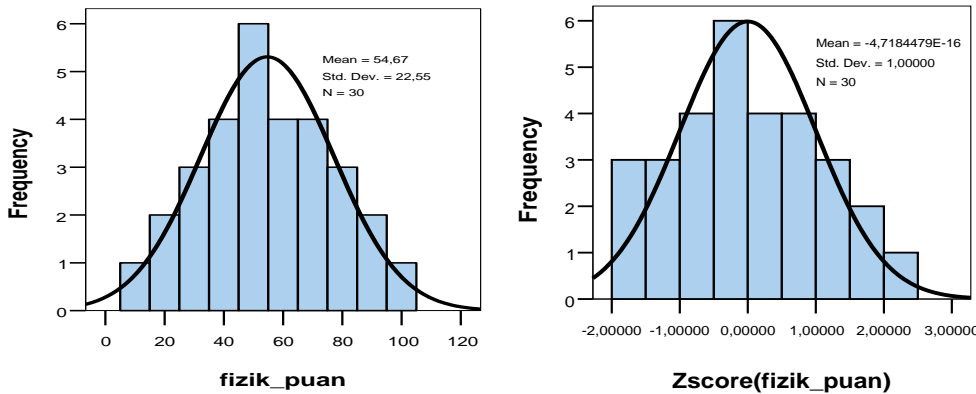 6
5
4
3
2
1
0
Frequency
Mean = 54,67
Std. Dev. = 22,55
N = 30
0 20 40 60 80 100 120
fizik_puan
6
5
4
3
2
1
0
Frequency
Mean = -4,7184479E-16
Std. Dev. = 1,00000
N = 30
-2,00000 -1,00000 0,00000 1,00000 2,00000 3,00000
Zscore(fizik_puan)